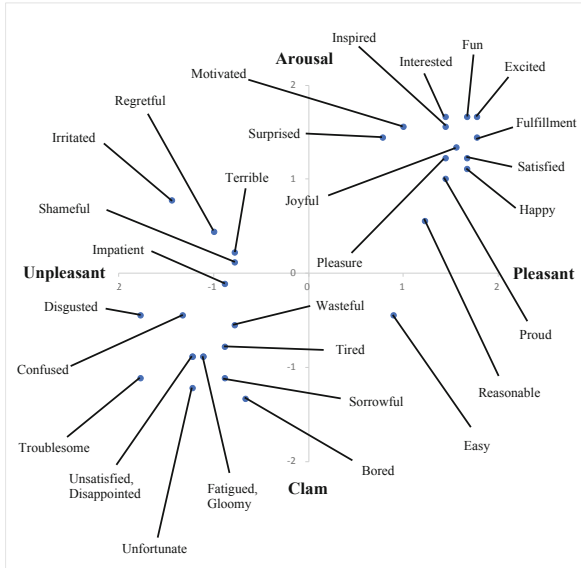 Inspired
Fun
Arousal
Interested
Excited
Motivated
2
Regretful
Surprised
Fulfillment
Irritated
Terrible
Satisfied
1
Shameful
Joyful
Happy
Impatient
Pleasure
Unpleasant
Pleasant
2
-1
0
0
1
2
Disgusted
Wasteful
Proud
Tired
Confused
-1
Reasonable
Sorrowful
Easy
Troublesome
Bored
Unsatisfied,
Disappointed
-2
Fatigued,
Gloomy
Clam
Unfortunate